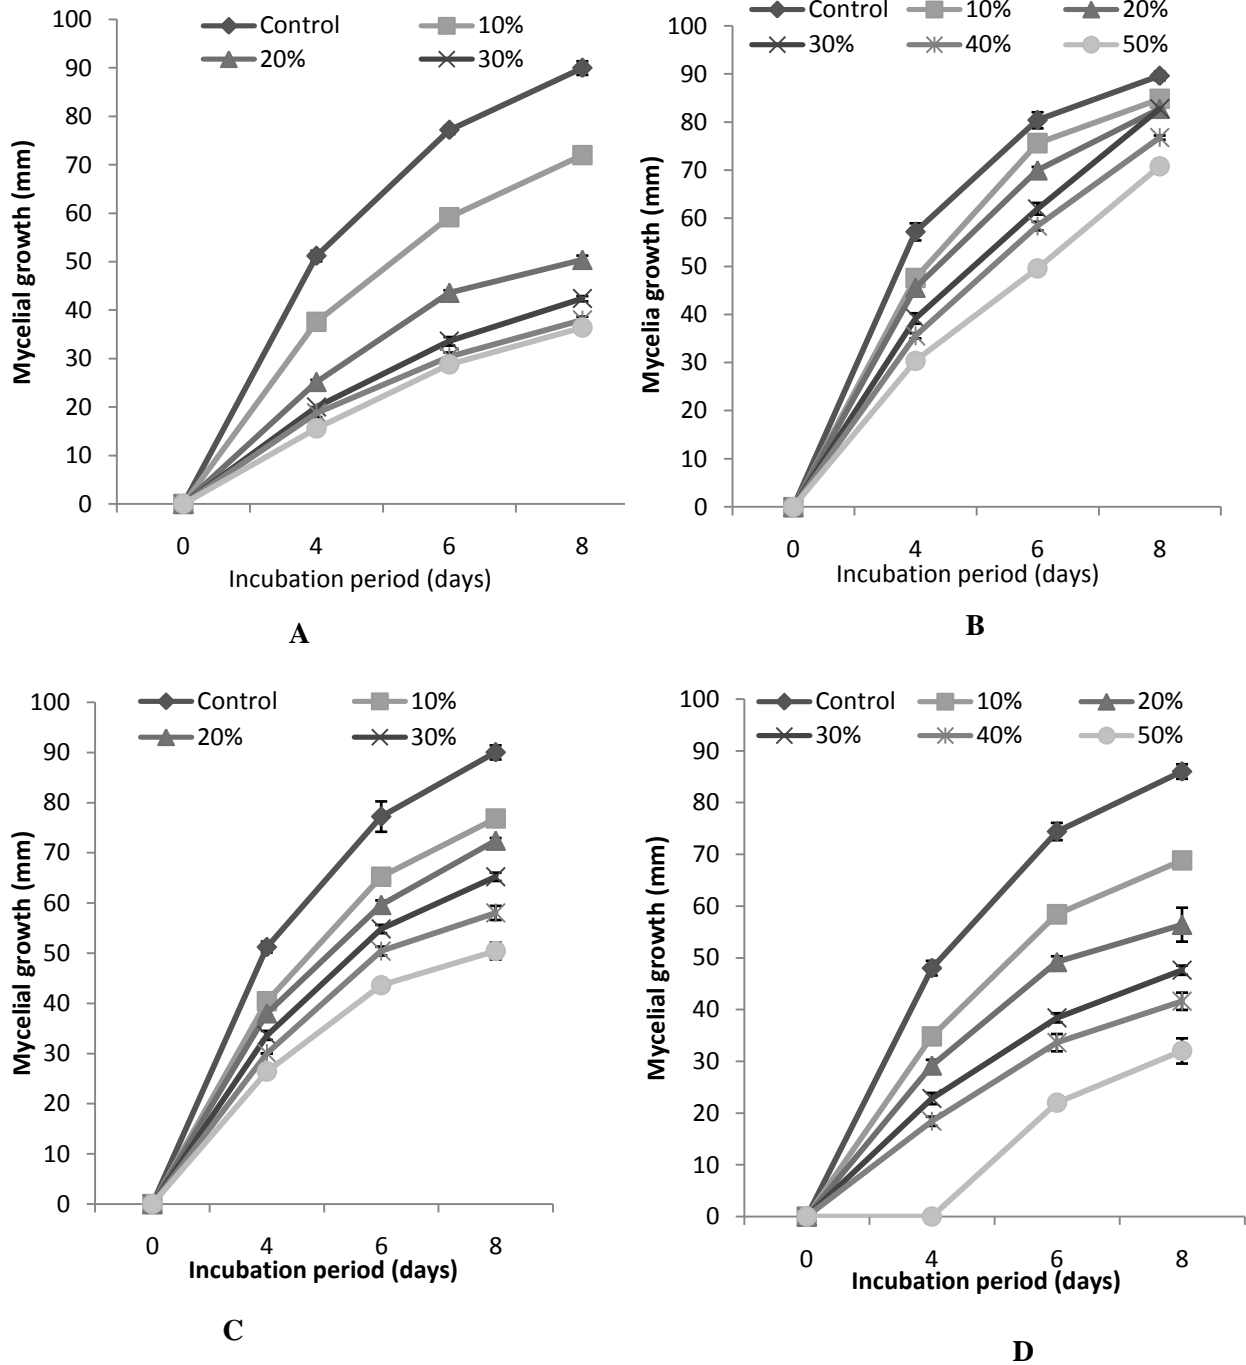 Control 10%
20% 30%
100
90
80
70
60
50
40
30
20
10
0
Mycelial growth (mm)
0 4 6 8
Incubation period (days)
A
Control 10% 20%
30% 40% 50%
100
90
80
70
60
50
40
30
20
10
0
Mycelia growth (mm)
0 4 6 8
Incubation period (days)
B
Control 10%
20% 30%
100
90
80
70
60
50
40
30
20
10
0
Mycelial growth (mm)
0 4 6 8
Incubation period (days)
C
Control 10% 20%
30% 40% 50%
100
90
80
70
60
50
40
30
20
10
0
Mycelial growth (mm)
0 4 6 8
Incubation period (days)
D